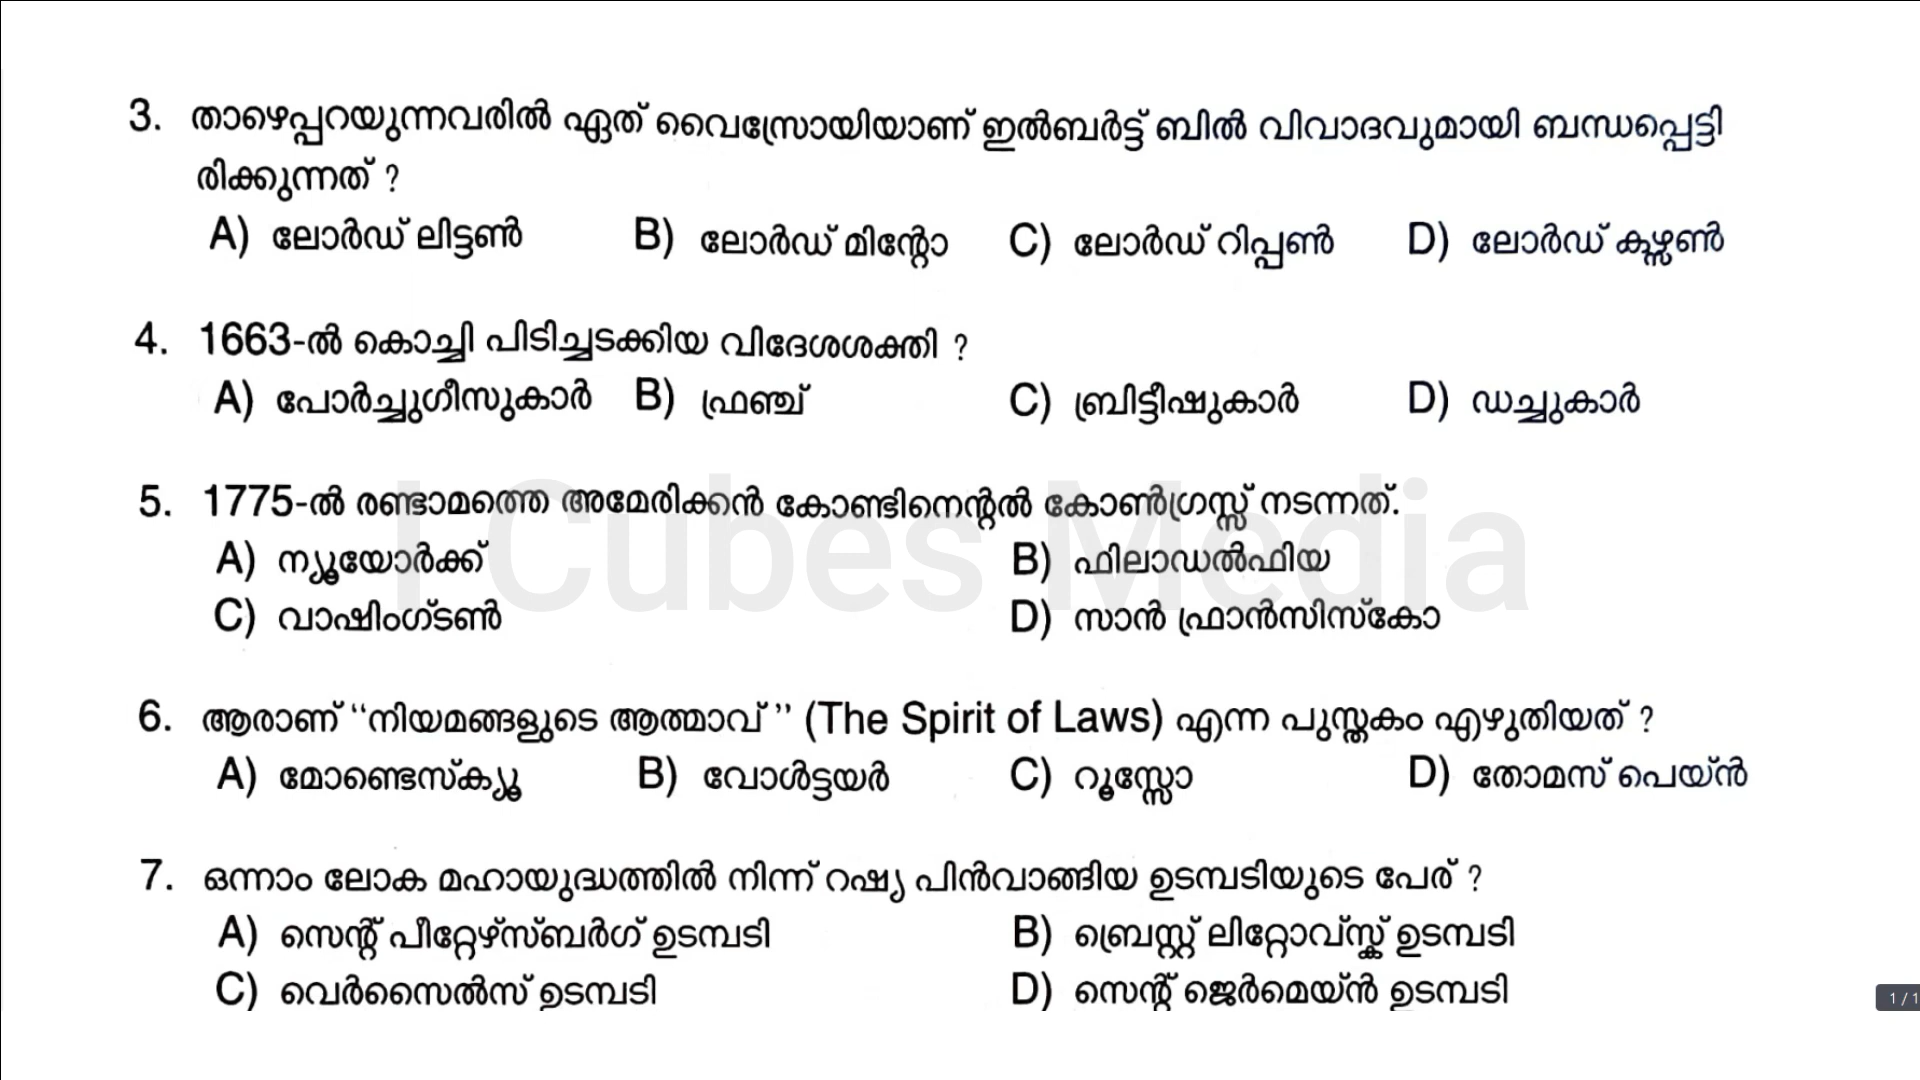 3. താഴെപ്പറയുന്നവരിൽ ഏത് വൈസ്രോയിയാണ് ഇൽബർട്ട് ബിൽ വിവാദവുമായി ബന്ധപ്പെട്ടി
രിക്കുന്നത് ?
A) ലോർഡ് ലിട്ടൺ B) ലോർഡ് മിന്റോ C) ലോർഡ് റിപ്പൺ D) ലോർഡ് കഴ്സൺ
4. 1663-ൽ കൊച്ചി പിടിച്ചടക്കിയ വിദേശശക്തി ?
A) പോർച്ചുഗീസുകാർ B) ഫ്രഞ്ച് C) ബ്രിട്ടീഷുകാർ D) ഡച്ചുകാർ
5. 1775-ൽ രണ്ടാമത്തെ അമേരിക്കൻ കോണ്ടിനെന്റൽ കോൺഗ്രസ്സ് നടന്നത്.
I Cubes Media
A) ന്യൂയോർക്ക് B) ഫിലാഡൽഫിയ
C) വാഷിംഗ്ടൺ D) സാൻ ഫ്രാൻസിസ്കോ
6. ആരാണ് “നിയമങ്ങളുടെ ആത്മാവ്” (The Spirit of Laws) എന്ന പുസ്തകം എഴുതിയത് ?
A) മോണ്ടെസ്ക്യൂ B) വോൾട്ടയർ C) റൂസ്സോ D) തോമസ് പെയ്ൻ
7. ഒന്നാം ലോക മഹായുദ്ധത്തിൽ നിന്ന് റഷ്യ പിൻവാങ്ങിയ ഉടമ്പടിയുടെ പേര് ?
A) സെന്റ് പീറ്റേഴ്സ്ബർഗ് ഉടമ്പടി B) ബ്രെസ്റ്റ് ലിറ്റോവ്സ്ക് ഉടമ്പടി
C) വെർസൈൽസ് ഉടമ്പടി D) സെന്റ് ജെർമെയ്ൻ ഉടമ്പടി
1 / 1